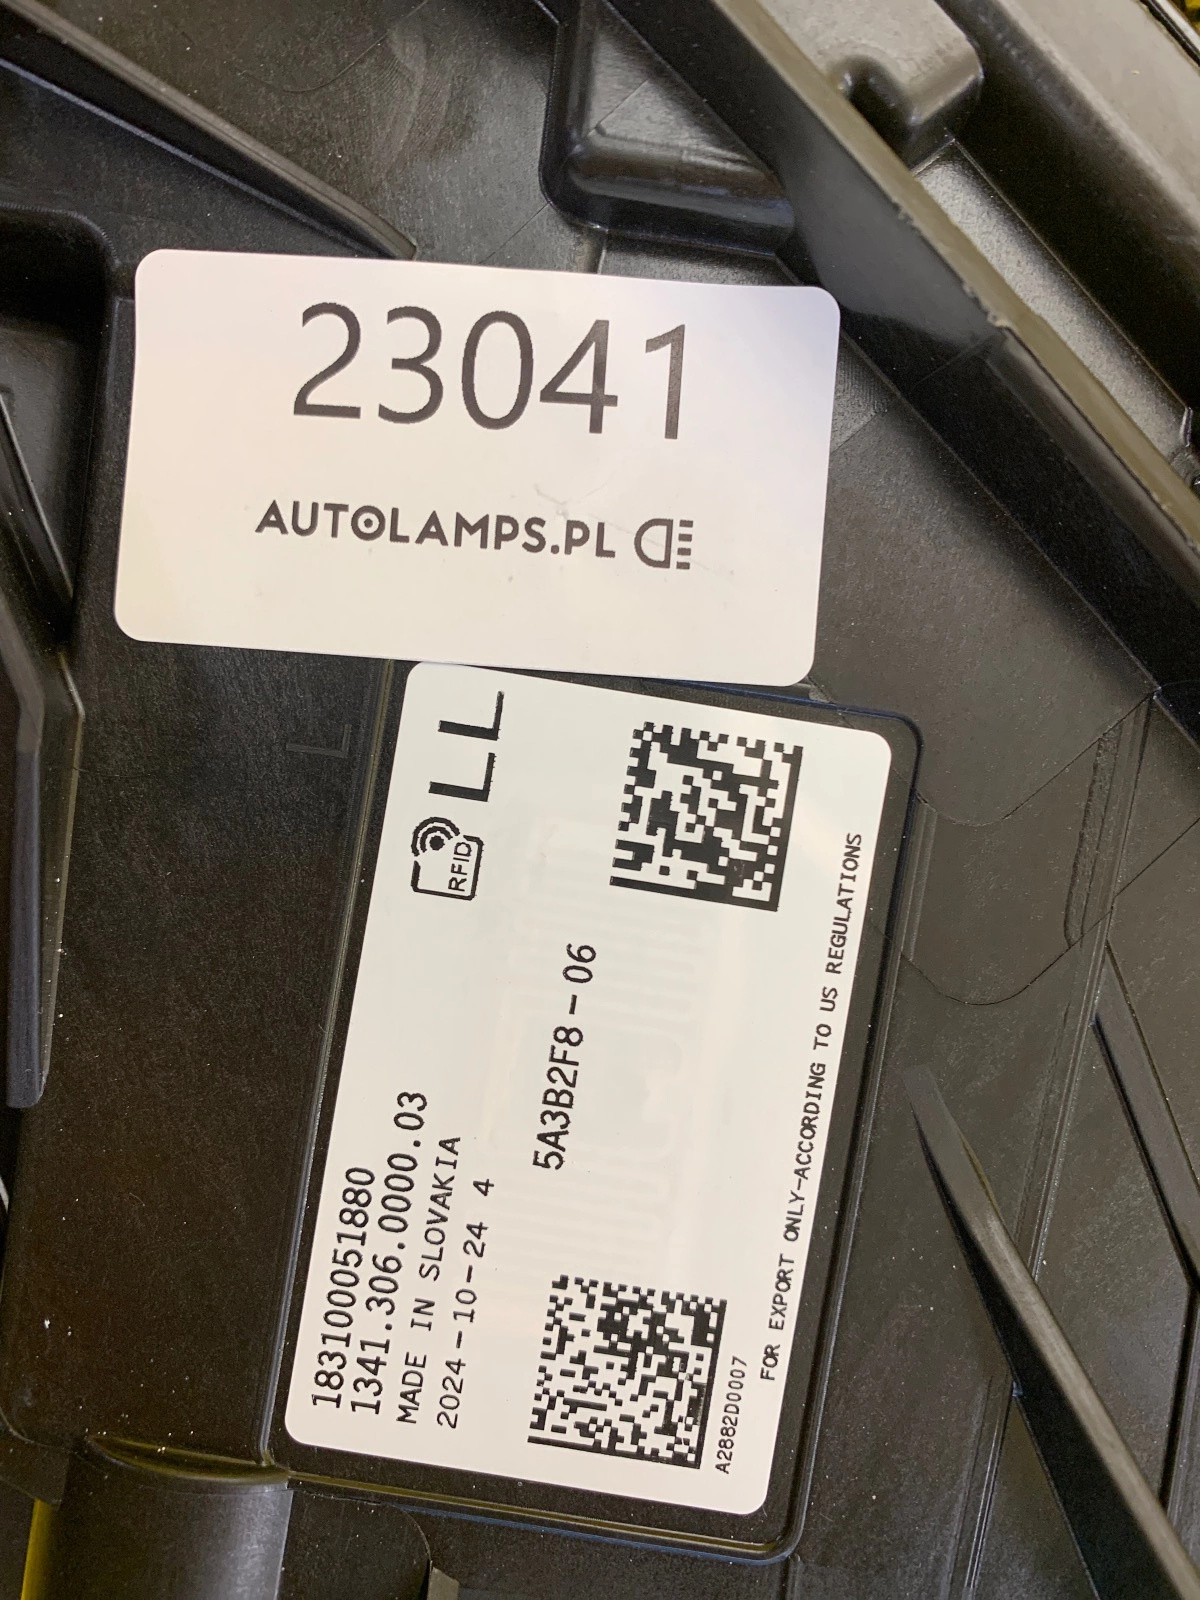 23041
AUTOLAMPS.PL
18310051880
1341.306.0000.03
MADE IN SLOVAKIA
2024-10-24 4
RFID
LL
5A3B2F8-06
A2882D0007
FOR EXPORT ONLY-ACCORDING TO US REGULATIONS
L